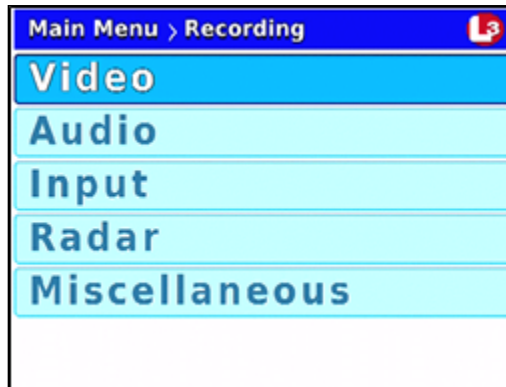 Main Menu > Recording L3
Video
Audio
Input
Radar
Miscellaneous